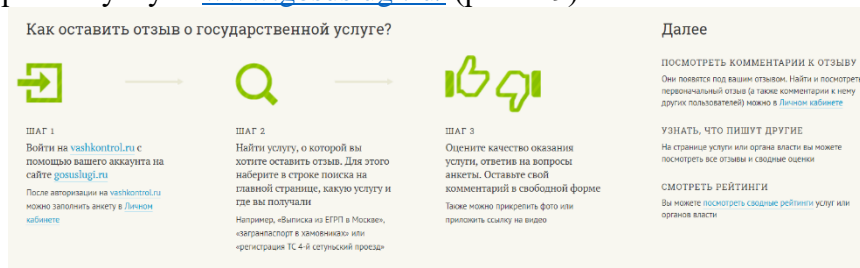 Как оставить отзыв о государственной услуге?
ШАГ 1
Войти на vashkontrol.ru с
помощью вашего аккаунта на
сайте gosuslugi.ru
После авторизации на vashkontrol.ru
можно заполнить анкету в Личном
кабинете
ШАГ 2
Найти услугу, о которой вы
хотите оставить отзыв. Для этого
наберите в строке поиска на
главной странице, какую услугу и
где вы получали
Например, «Выписка из ЕГРП в Москве»,
«загранпаспорт в хамовниках» или
«регистрация ТС 4-й сетуньский проезд»
ШАГ 3
Оцените качество оказания
услуги, ответив на вопросы
анкеты. Оставьте свой
комментарий в свободной форме
Также можно прикрепить фото или
приложить ссылку на видео
Далее
ПОСМОТРЕТЬ КОММЕНТАРИИ К ОТЗЫВУ
Они появятся под вашим отзывом. Найти и посмотреть
первоначальный отзыв (а также комментарии к нему
других пользователей) можно в Личном кабинете
УЗНАТЬ, ЧТО ПИШУТ ДРУГИЕ
На странице услуги или органа власти вы можете
посмотреть все отзывы и сводные оценки
СМОТРЕТЬ РЕЙТИНГИ
Вы можете посмотреть сводные рейтинги услуг или
органов власти